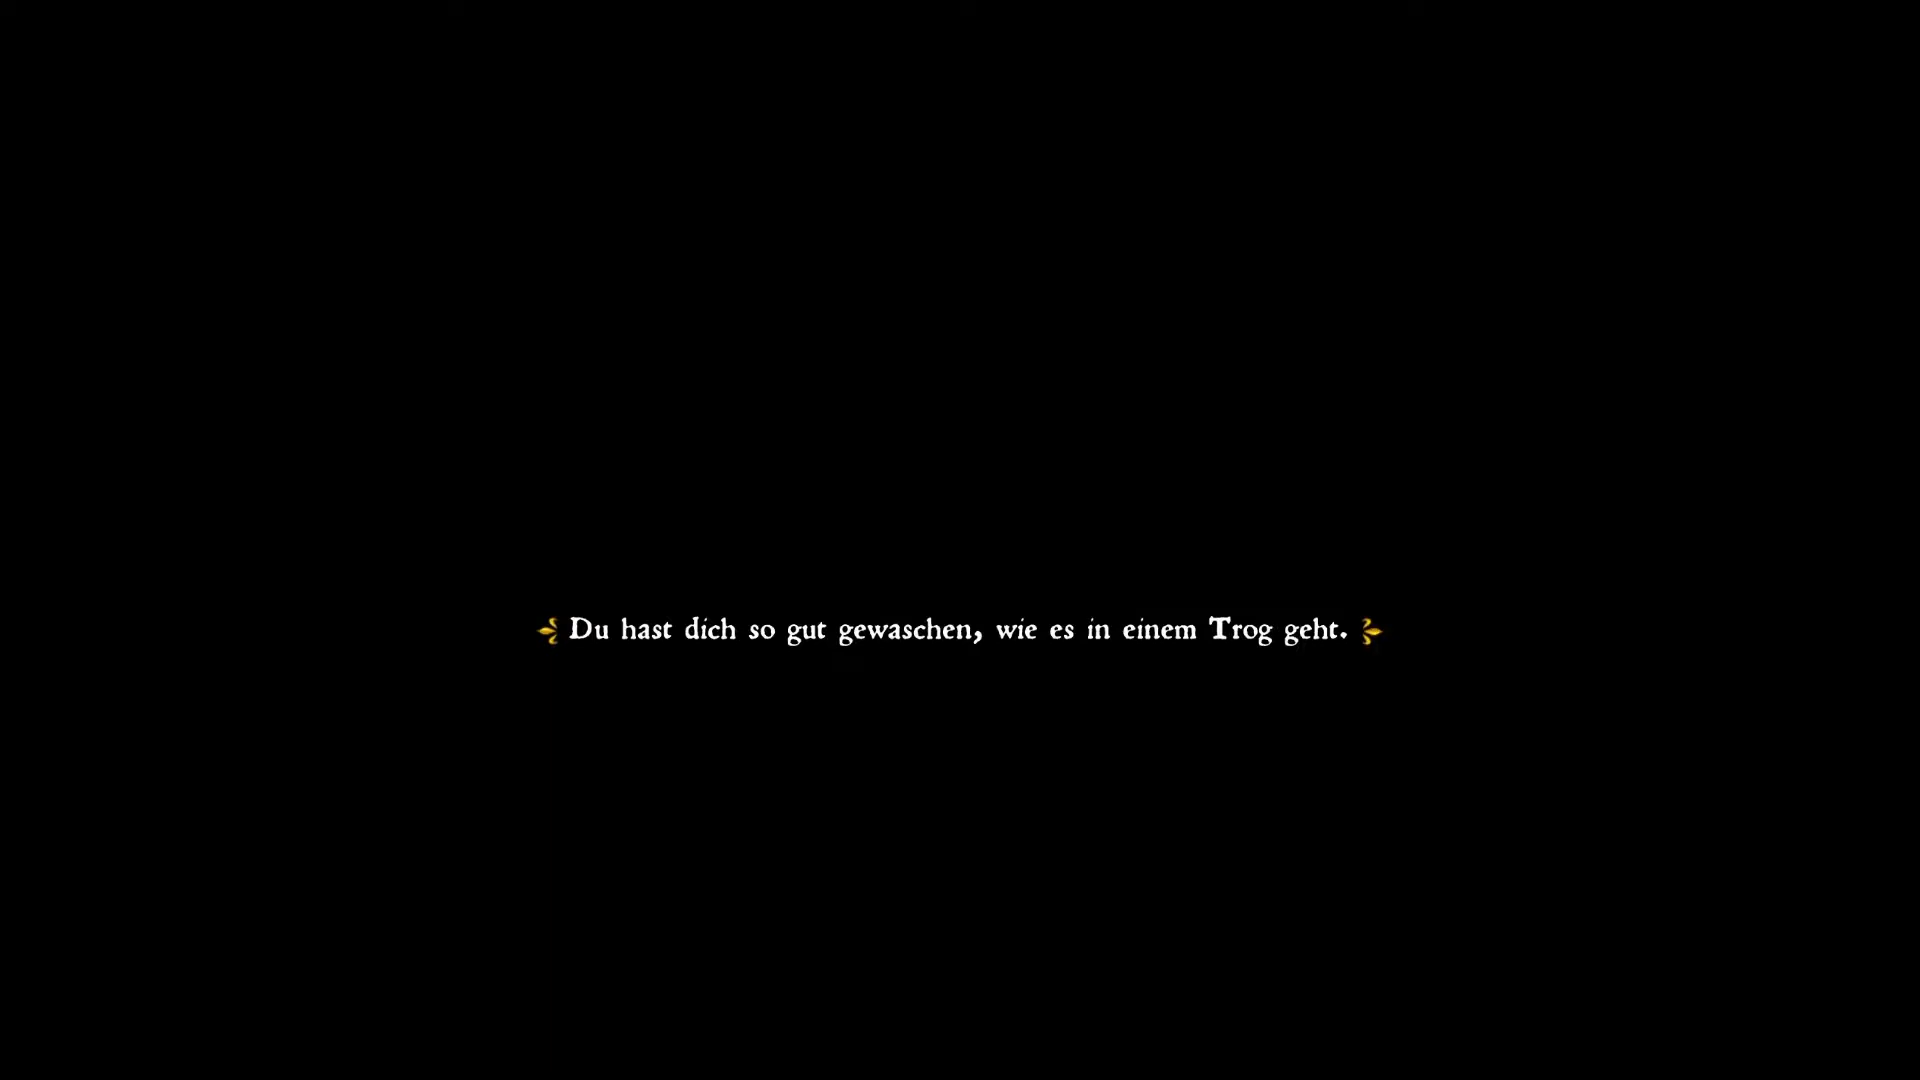 Du hast dich so gut gewaschen, wie es in einem Trog geht.